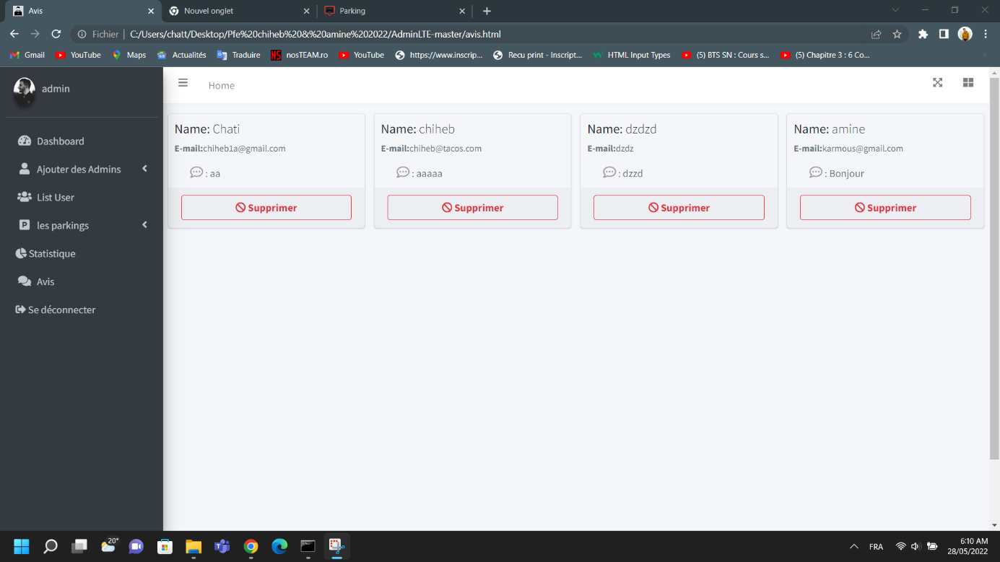 Avis
Nouvel onglet
Parking
Fichier | C:/Users/chatt/Desktop/Pfe%20chiheb%20&%20amine%202022/AdminLTE-master/avis.html
Gmail YouTube Maps Actualités Traduire nosTEAM.ro YouTube https://www.inscrip... Recu print - Inscript... HTML Input Types (5) BTS SN : Cours s... (5) Chapitre 3 : 6 Co...
admin
Dashboard
Ajouter des Admins
List User
les parkings
Statistique
Avis
Se déconnecter
Home
Name: Chati
E-mail:chiheb1a@gmail.com
: aa
Supprimer
Name: chiheb
E-mail:chiheb@tacos.com
: aaaaa
Supprimer
Name: dzdzd
E-mail:dzdz
: dzzd
Supprimer
Name: amine
E-mail:karmous@gmail.com
: Bonjour
Supprimer
20°
FRA
6:10 AM
28/05/2022